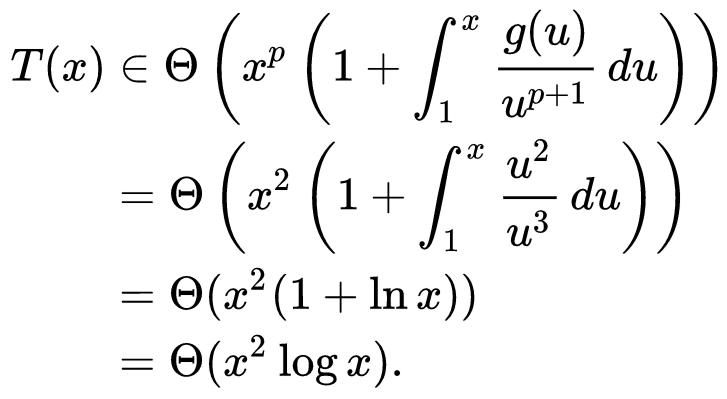 T(x) ∈ Θ(x^p(1 + ∫_1^x g(u)/u^{p+1} du))
= Θ(x^2(1 + ∫_1^x u^2/u^3 du))
= Θ(x^2(1 + ln x))
= Θ(x^2 log x).